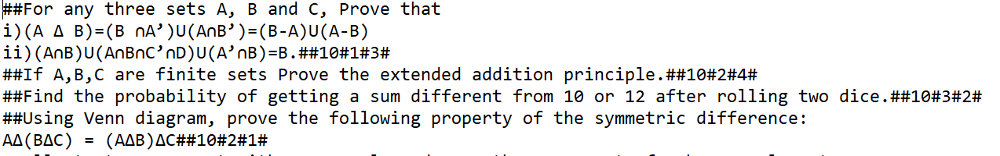 ##For any three sets A, B and C, Prove that
i)(A Δ B)=(B ∩A’)U(A∩B’)=(B-A)U(A-B)
ii)(A∩B)U(A∩B∩C’∩D)U(A’∩B)=B.##10#1#3#
##If A,B,C are finite sets Prove the extended addition principle.##10#2#4#
##Find the probability of getting a sum different from 10 or 12 after rolling two dice.##10#3#2#
##Using Venn diagram, prove the following property of the symmetric difference:
AΔ(BΔC) = (AΔB)ΔC##10#2#1#